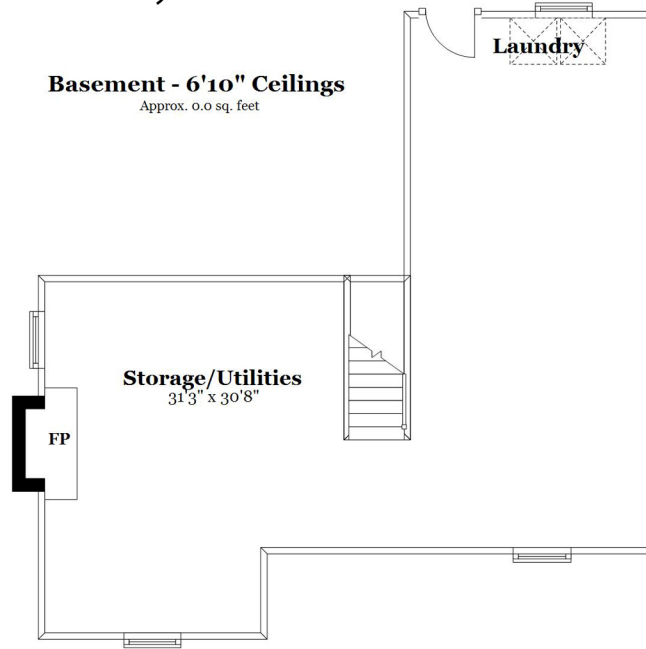 Laundry
Basement - 6'10" Ceilings
Approx. 0.0 sq. feet
Storage/Utilities
31'3" x 30'8"
FP